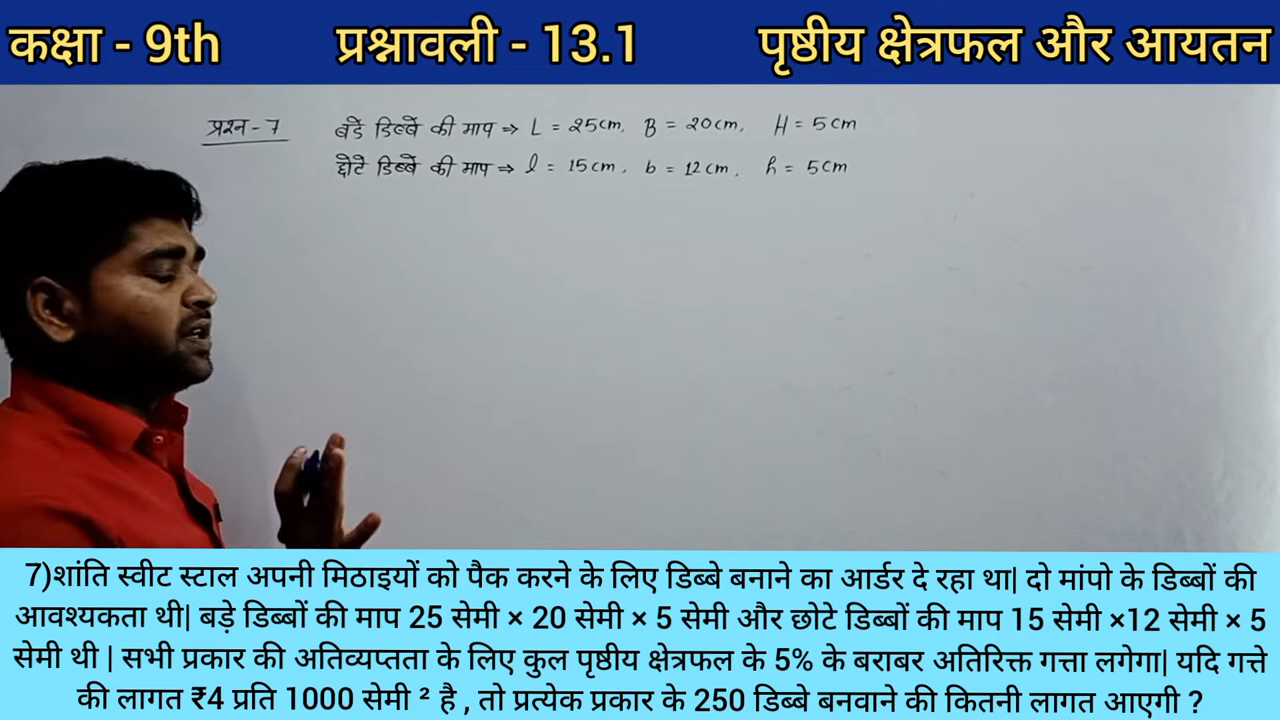 कक्षा - 9th प्रश्नावली - 13.1 पृष्ठीय क्षेत्रफल और आयतन
प्रश्न - 7 बडे डिब्बे की माप ⇒ L = 25cm, B = 20cm, H = 5cm
छोटे डिब्बे की माप ⇒ l = 15cm, b = 12cm, h = 5cm
7)शांति स्वीट स्टाल अपनी मिठाइयों को पैक करने के लिए डिब्बे बनाने का आर्डर दे रहा था| दो मांपो के डिब्बों की
आवश्यकता थी| बड़े डिब्बों की माप 25 सेमी × 20 सेमी × 5 सेमी और छोटे डिब्बों की माप 15 सेमी ×12 सेमी × 5
सेमी थी | सभी प्रकार की अतिव्यप्तता के लिए कुल पृष्ठीय क्षेत्रफल के 5% के बराबर अतिरिक्त गत्ता लगेगा| यदि गत्ते
की लागत ₹4 प्रति 1000 सेमी ² है , तो प्रत्येक प्रकार के 250 डिब्बे बनवाने की कितनी लागत आएगी ?